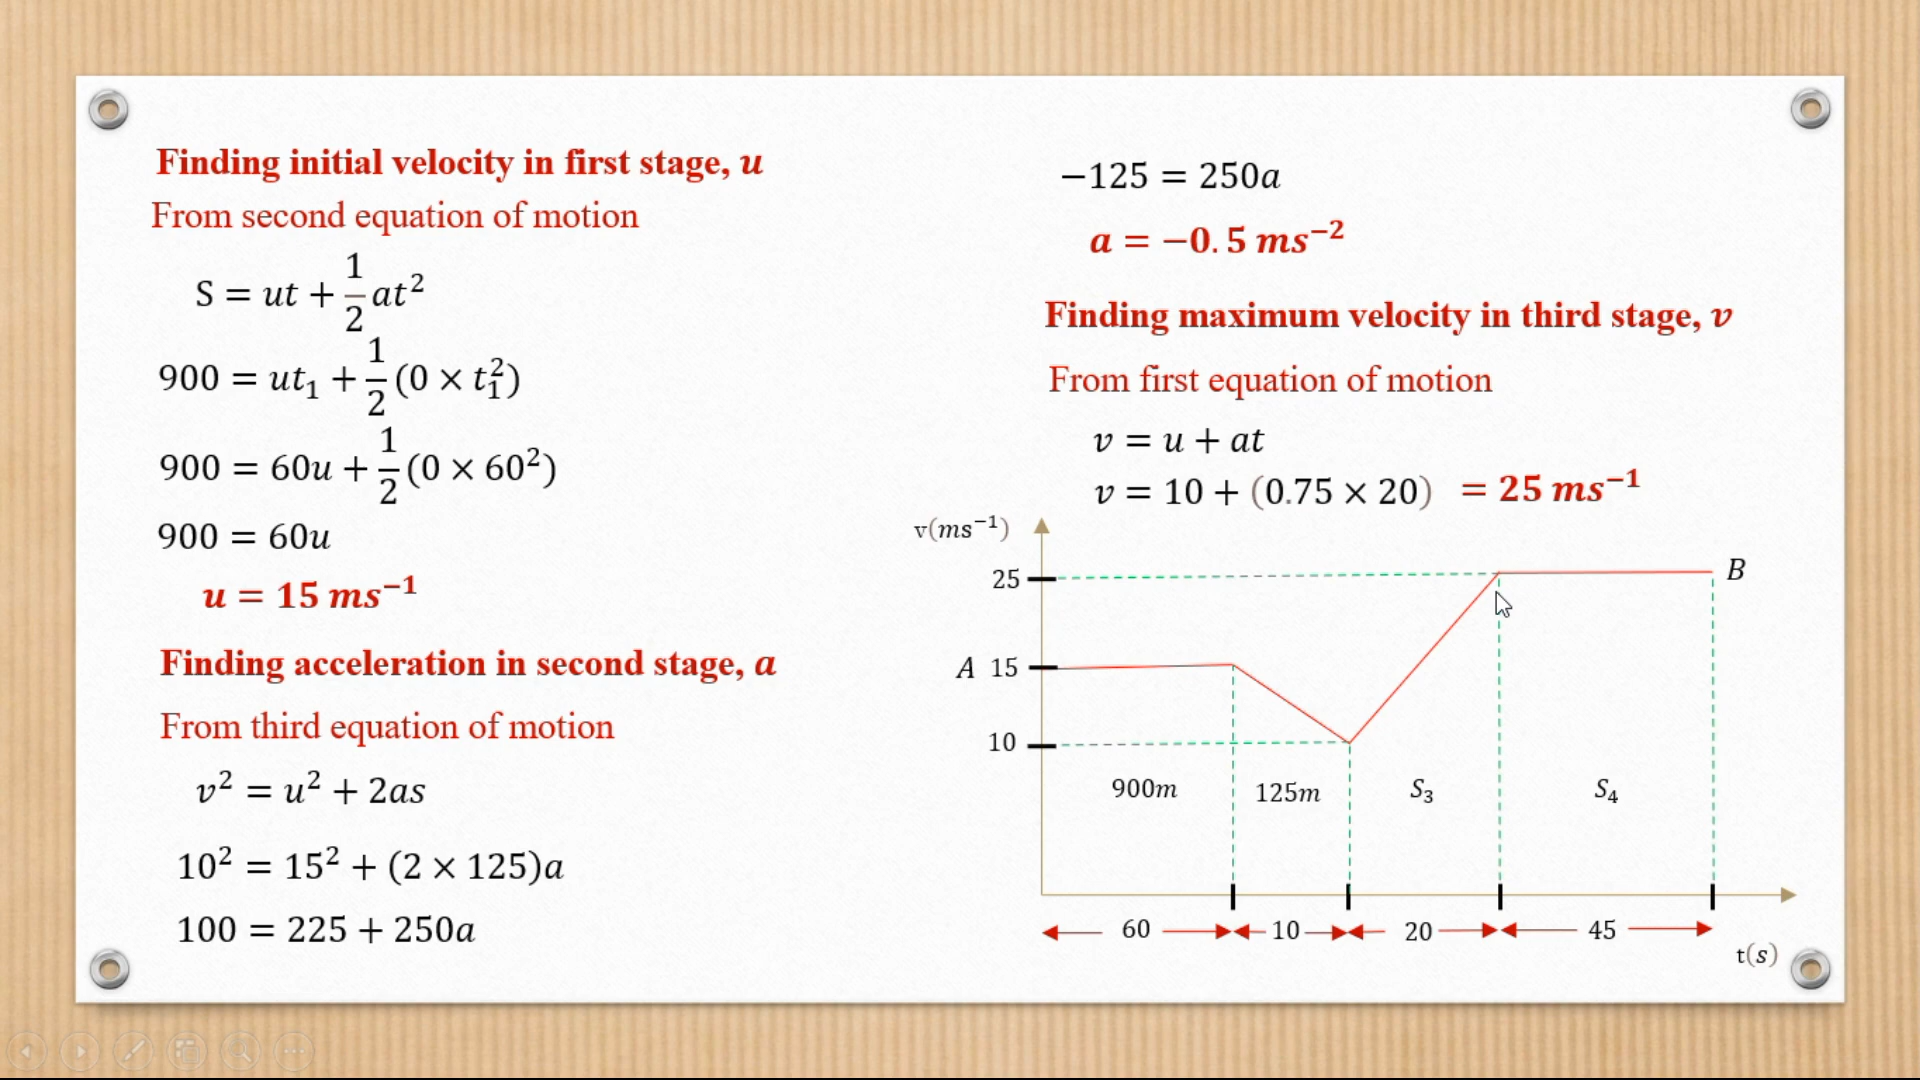 Finding initial velocity in first stage, u
From second equation of motion
S = ut + 1/2 at²
900 = ut₁ + 1/2 (0 × t₁²)
900 = 60u + 1/2 (0 × 60²)
900 = 60u
u = 15 ms⁻¹
Finding acceleration in second stage, a
From third equation of motion
v² = u² + 2as
10² = 15² + (2 × 125)a
100 = 225 + 250a
−125 = 250a
a = −0.5 ms⁻²
Finding maximum velocity in third stage, v
From first equation of motion
v = u + at
v = 10 + (0.75 × 20) = 25 ms⁻¹
v(ms⁻¹)
25
B
A 15
10
900m
125m
S₃
S₄
60
10
20
45
t(s)